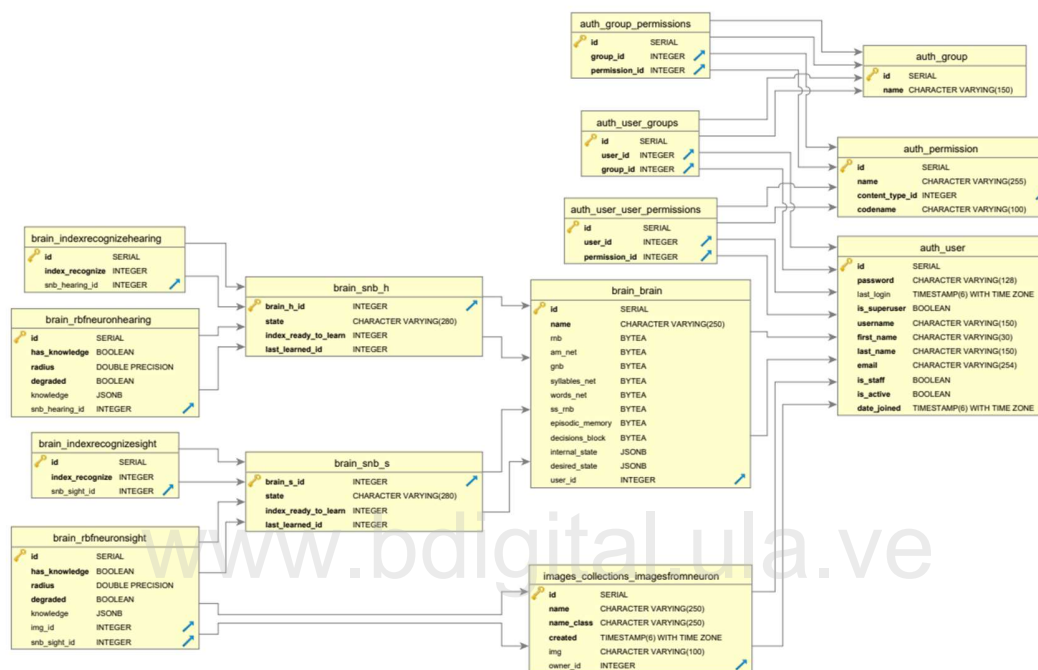 auth_group_permissions
id SERIAL
group_id INTEGER
permission_id INTEGER
auth_group
id SERIAL
name CHARACTER VARYING(150)
auth_user_groups
id SERIAL
user_id INTEGER
group_id INTEGER
auth_permission
id SERIAL
name CHARACTER VARYING(255)
content_type_id INTEGER
codename CHARACTER VARYING(100)
auth_user_user_permissions
id SERIAL
user_id INTEGER
permission_id INTEGER
auth_user
id SERIAL
password CHARACTER VARYING(128)
last_login TIMESTAMP(6) WITH TIME ZONE
is_superuser BOOLEAN
username CHARACTER VARYING(150)
first_name CHARACTER VARYING(30)
last_name CHARACTER VARYING(150)
email CHARACTER VARYING(254)
is_staff BOOLEAN
is_active BOOLEAN
date_joined TIMESTAMP(6) WITH TIME ZONE
brain_indexrecognizehearing
id SERIAL
index_recognize INTEGER
snb_hearing_id INTEGER
brain_snb_h
brain_h_id INTEGER
state CHARACTER VARYING(280)
index_ready_to_learn INTEGER
last_learned_id INTEGER
brain_brain
id SERIAL
name CHARACTER VARYING(250)
rnb BYTEA
am_net BYTEA
gnb BYTEA
syllables_net BYTEA
words_net BYTEA
ss_rnb BYTEA
episodic_memory BYTEA
decisions_block BYTEA
internal_state JSONB
desired_state JSONB
user_id INTEGER
brain_rbfneuronhearing
id SERIAL
has_knowledge BOOLEAN
radius DOUBLE PRECISION
degraded BOOLEAN
knowledge JSONB
snb_hearing_id INTEGER
brain_indexrecognizesight
id SERIAL
index_recognize INTEGER
snb_sight_id INTEGER
brain_snb_s
brain_s_id INTEGER
state CHARACTER VARYING(280)
index_ready_to_learn INTEGER
last_learned_id INTEGER
brain_rbfneuronsight
id SERIAL
has_knowledge BOOLEAN
radius DOUBLE PRECISION
degraded BOOLEAN
knowledge JSONB
img_id INTEGER
snb_sight_id INTEGER
images_collections_imagesfromneuron
id SERIAL
name CHARACTER VARYING(250)
name_class CHARACTER VARYING(250)
created TIMESTAMP(6) WITH TIME ZONE
img CHARACTER VARYING(100)
owner_id INTEGER
www.bdigital.ula.ve